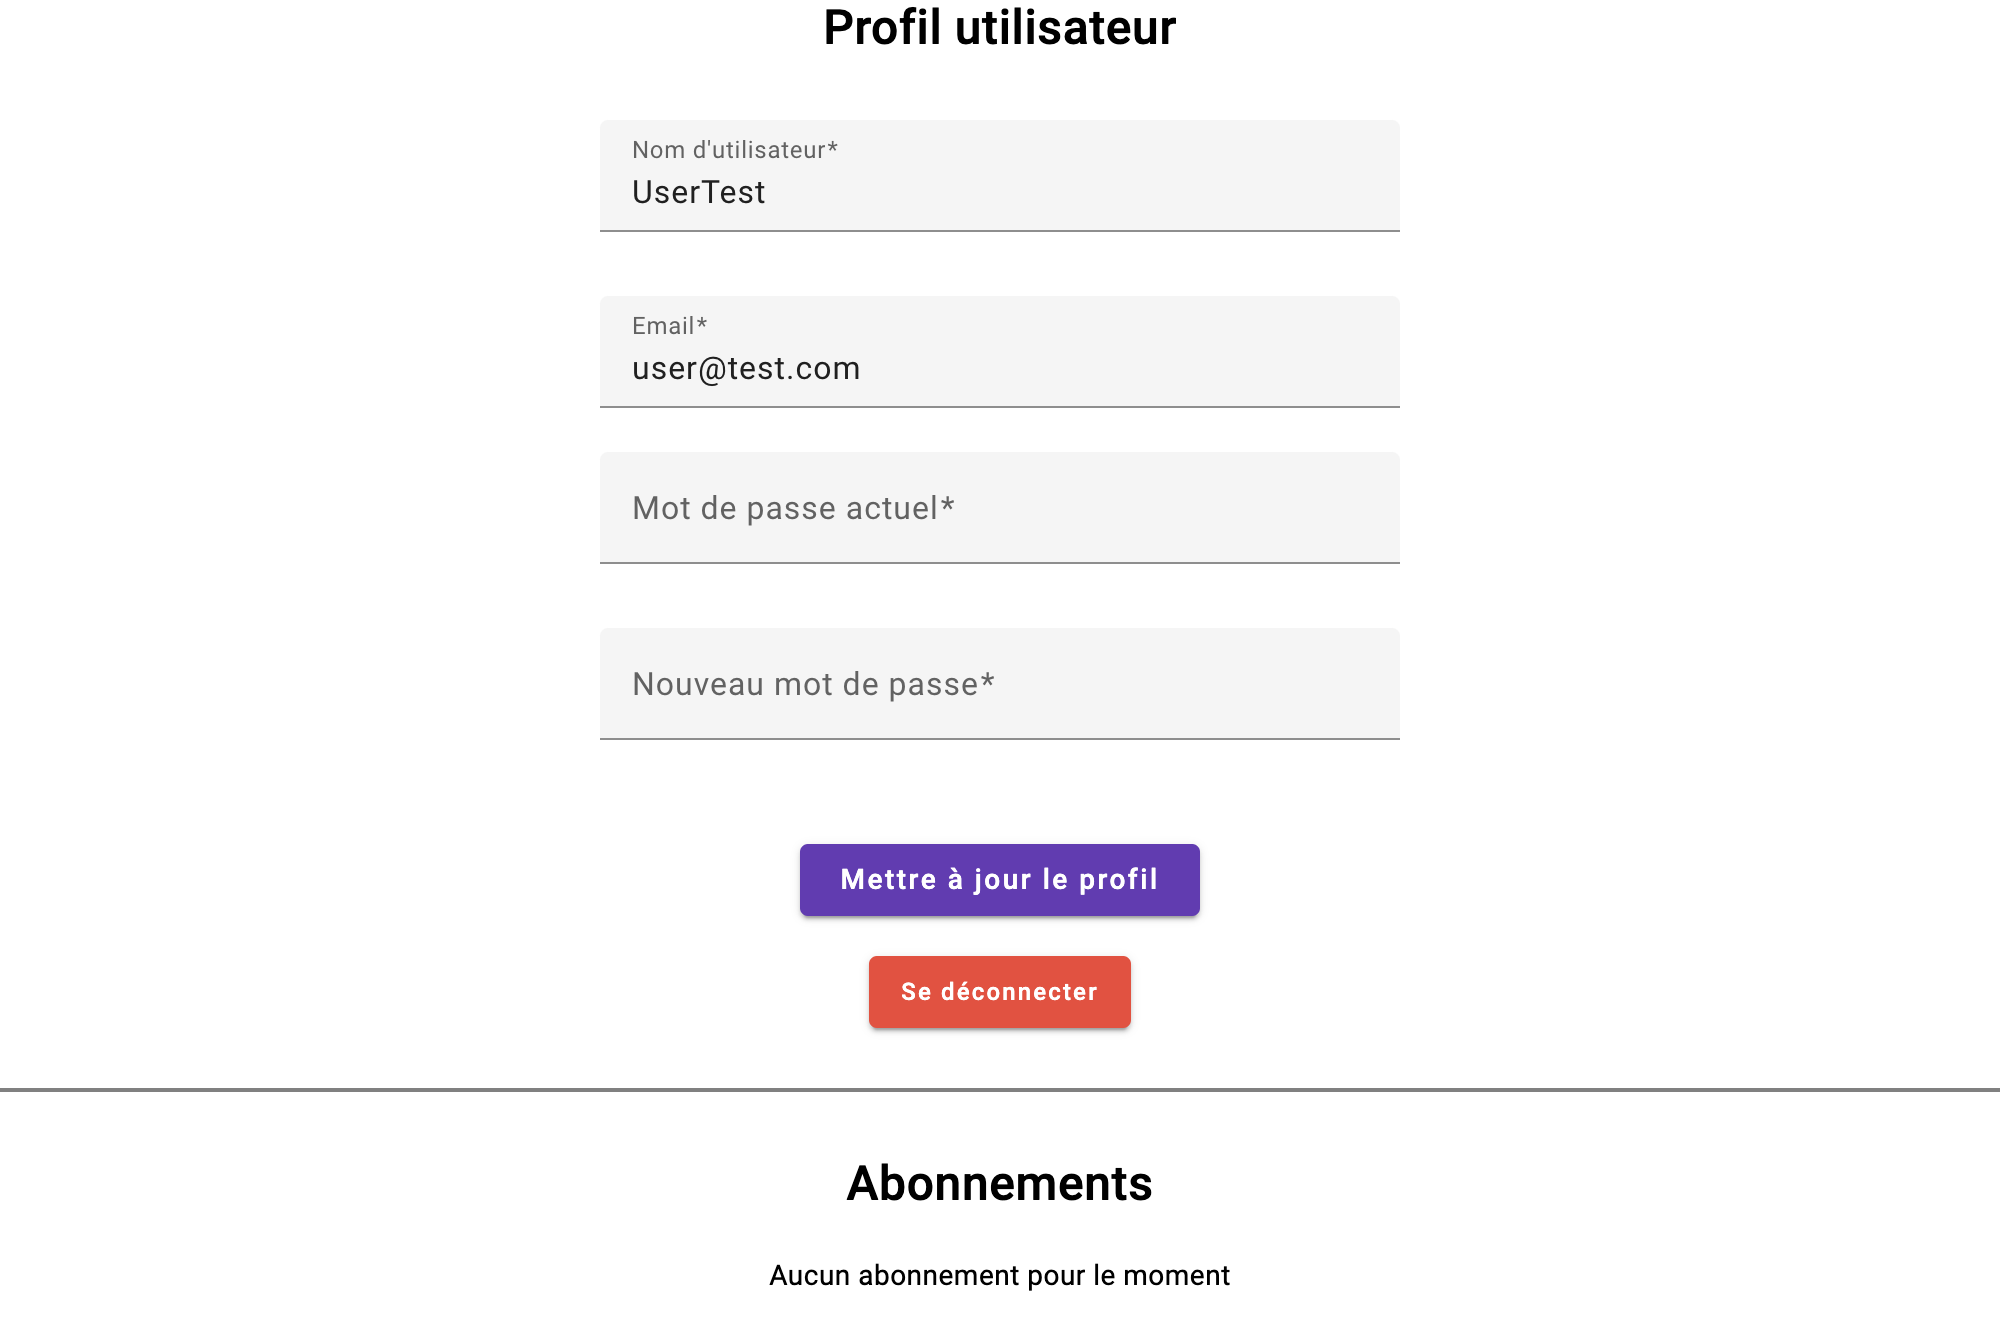 Profil utilisateur
Nom d'utilisateur*
UserTest
Email*
user@test.com
Mot de passe actuel*
Nouveau mot de passe*
Mettre à jour le profil
Se déconnecter
Abonnements
Aucun abonnement pour le moment